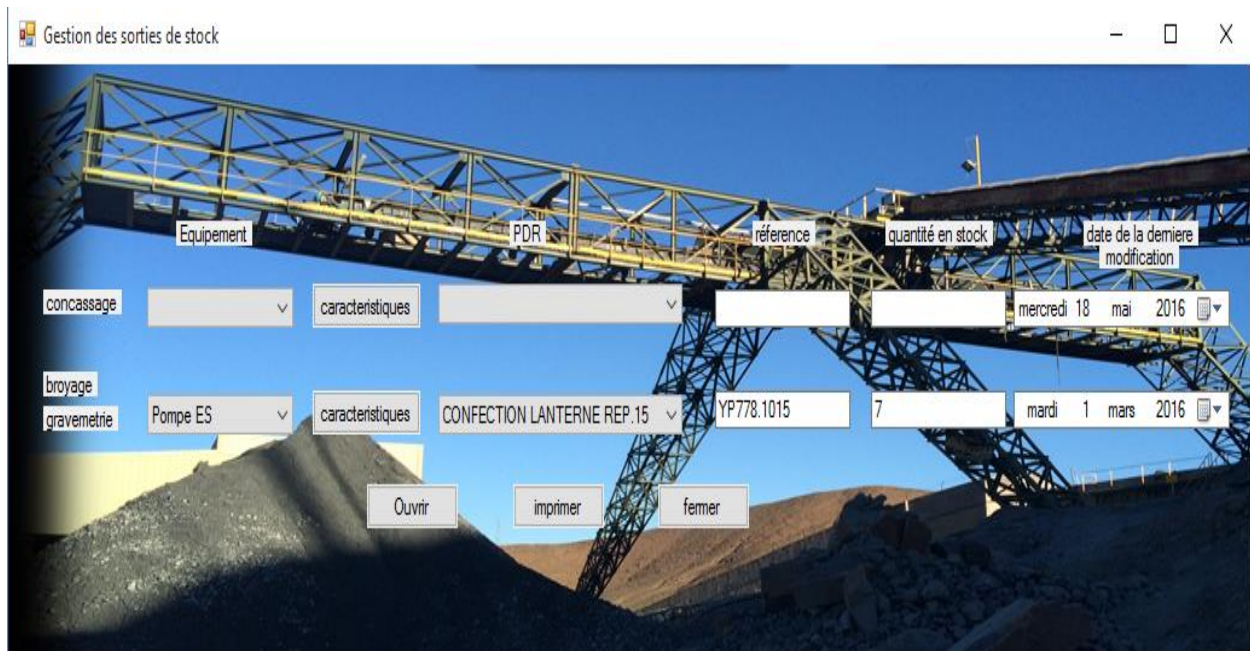 Gestion des sorties de stock
Equipement PDR réference quantité en stock date de la derniere
modification
concassage caracteristiques mercredi 18 mai 2016
broyage
gravemetrie Pompe ES caracteristiques CONFECTION LANTERNE REP.15 YP778.1015 7 mardi 1 mars 2016
Ouvrir imprimer fermer